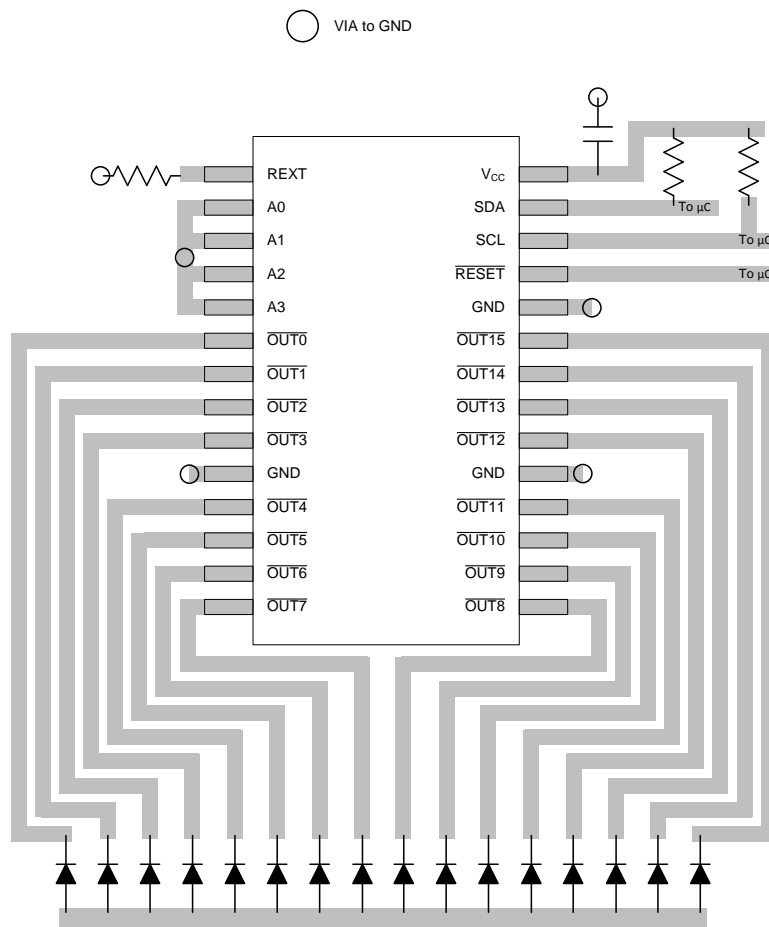 VIA to GND
REXT
A0
A1
A2
A3
OUT0
OUT1
OUT2
OUT3
GND
OUT4
OUT5
OUT6
OUT7
VCC
SDA
SCL
RESET
GND
OUT15
OUT14
OUT13
OUT12
GND
OUT11
OUT10
OUT9
OUT8
To µC
To µC
To µC